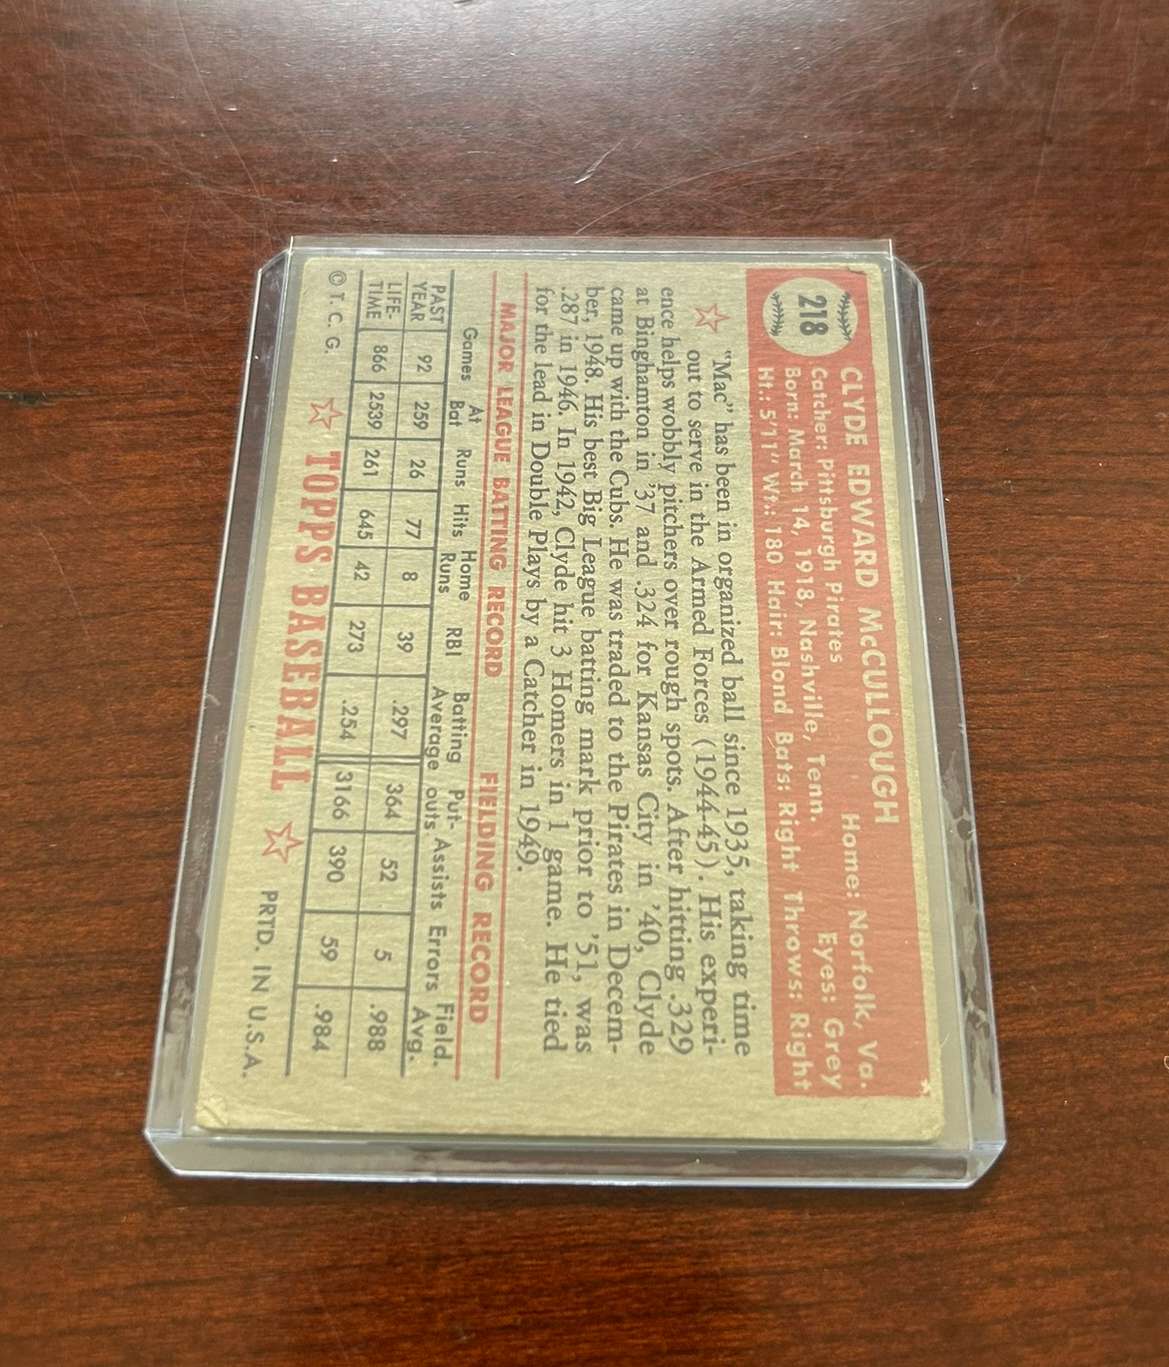 218
CLYDE EDWARD McCULLOUGH
Catcher: Pittsburgh Pirates Home: Norfolk, Va.
Born: March 14, 1918, Nashville, Tenn. Eyes: Grey
Ht.: 5'11" Wt.: 180 Hair: Blond Bats: Right Throws: Right
"Mac" has been in organized ball since 1935, taking time
out to serve in the Armed Forces (1944-45). His experi-
ence helps wobbly pitchers over rough spots. After hitting .329
at Binghamton in '37 and .324 for Kansas City in '40, Clyde
came up with the Cubs. He was traded to the Pirates in Decem-
ber, 1948. His best Big League batting mark prior to '51, was
.287 in 1946. In 1942, Clyde hit 3 Homers in 1 game. He tied
for the lead in Double Plays by a Catcher in 1949.
MAJOR LEAGUE BATTING RECORD FIELDING RECORD
Games At Bat Runs Hits Home Runs RBI Batting Average Put-outs Assists Errors Field. Avg.
PAST YEAR 92 259 26 77 8 39 .297 364 52 5 .988
LIFE-TIME 866 2539 261 645 42 273 .254 3166 390 59 .984
© T. C. G. TOPPS BASEBALL PRTD. IN U.S.A.